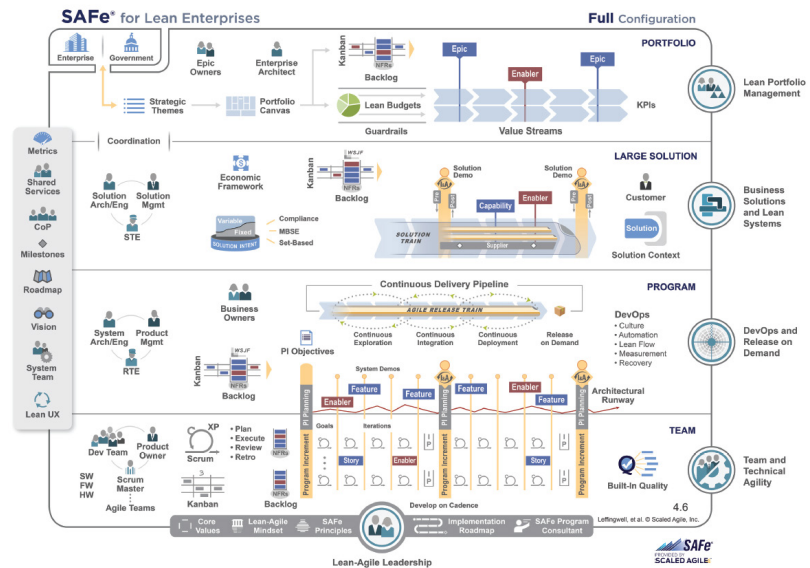 SAFe® for Lean Enterprises
Full Configuration
Enterprise
Government
Epic
Owners
Enterprise
Architect
Kanban
NFRs
Backlog
Epic
Enabler
Epic
PORTFOLIO
Strategic
Themes
Portfolio
Canvas
Lean Budgets
Guardrails
Value Streams
KPIs
Lean Portfolio
Management
Coordination
Metrics
Shared
Services
CoP
Milestones
Roadmap
Vision
System
Team
Lean UX
LARGE SOLUTION
Solution
Arch/Eng
Solution
Mgmt
STE
Economic
Framework
Kanban
WSJF
NFRs
Backlog
Variable
Fixed
SOLUTION INTENT
Compliance
MBSE
Set-Based
Solution
Demo
Solution
Demo
I&A
I&A
Pre
Post
Pre
Post
Capability
Enabler
SOLUTION
TRAIN
Supplier
Customer
Solution
Solution Context
Business
Solutions
and Lean
Systems
PROGRAM
System
Arch/Eng
Product
Mgmt
RTE
Business
Owners
Kanban
WSJF
NFRs
Backlog
Continuous Delivery Pipeline
AGILE RELEASE TRAIN
Continuous
Exploration
Continuous
Integration
Continuous
Deployment
Release
on Demand
PI Objectives
DevOps
• Culture
• Automation
• Lean Flow
• Measurement
• Recovery
DevOps and
Release on
Demand
System Demos
I&A
I&A
Enabler
Feature
Feature
Feature
Enabler
Feature
Architectural
Runway
PI Planning
PI Planning
PI Planning
TEAM
Dev Team
Product
Owner
Scrum
Master
SW
FW
HW
Agile Teams
XP
Scrum
• Plan
• Execute
• Review
• Retro
Kanban
NFRs
NFRs
Backlog
Goals
Iterations
Program Increment
Program Increment
Program Increment
Story
Enabler
Story
I P
I P
I P
I P
Develop on Cadence
Built-In Quality
Team and
Technical
Agility
4.6
Leffingwell, et al. © Scaled Agile, Inc.
Core
Values
Lean-Agile
Mindset
SAFe
Principles
Implementation
Roadmap
SAFe Program
Consultant
Lean-Agile Leadership
SAFe®
PROVIDED BY
SCALED AGILE